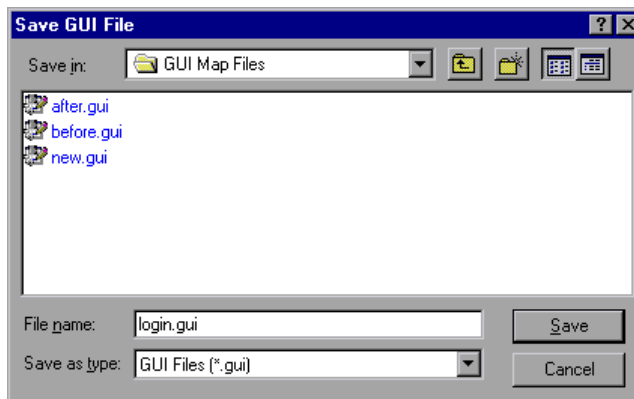 Save GUI File
Save in: GUI Map Files
after.gui
before.gui
new.gui
File name: login.gui Save
Save as type: GUI Files (*.gui) Cancel